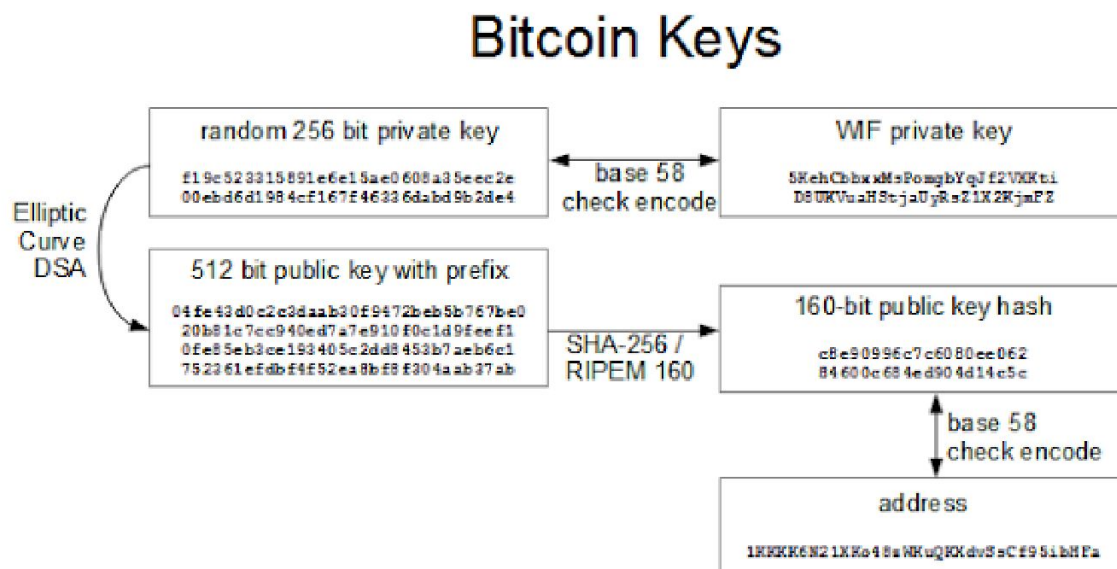 Bitcoin Keys
random 256 bit private key
f19c523315891e6e15ae0608a35eec2e
00ebd6d1984cf167f46336dabd9b2de4
base 58
check encode
WIF private key
Elliptic
Curve
DSA
512 bit public key with prefix
04fe43d0c2c3daab30f9472beb5b767be0
20b81c7cc940ed7a7e910f0c1d9feef1
0fe85eb3ce193405c2dd8453b7aeb6c1
752361efdbf4f52ea8bf8f304aab37ab
SHA-256 /
RIPEM 160
160-bit public key hash
c8e90996c7c6080ee062
84600c684ed904d14c5c
base 58
check encode
address